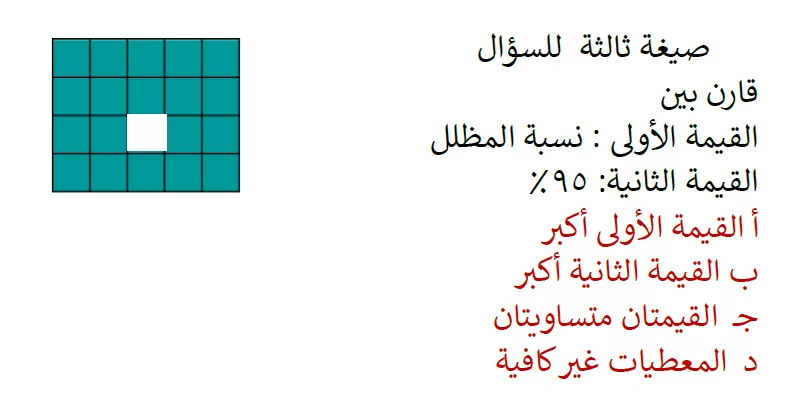 صيغة ثالثة للسؤال
قارن بين
القيمة الأولى : نسبة المظلل
القيمة الثانية: ٩٥٪
أ القيمة الأولى أكبر
ب القيمة الثانية أكبر
جـ القيمتان متساويتان
د المعطيات غير كافية